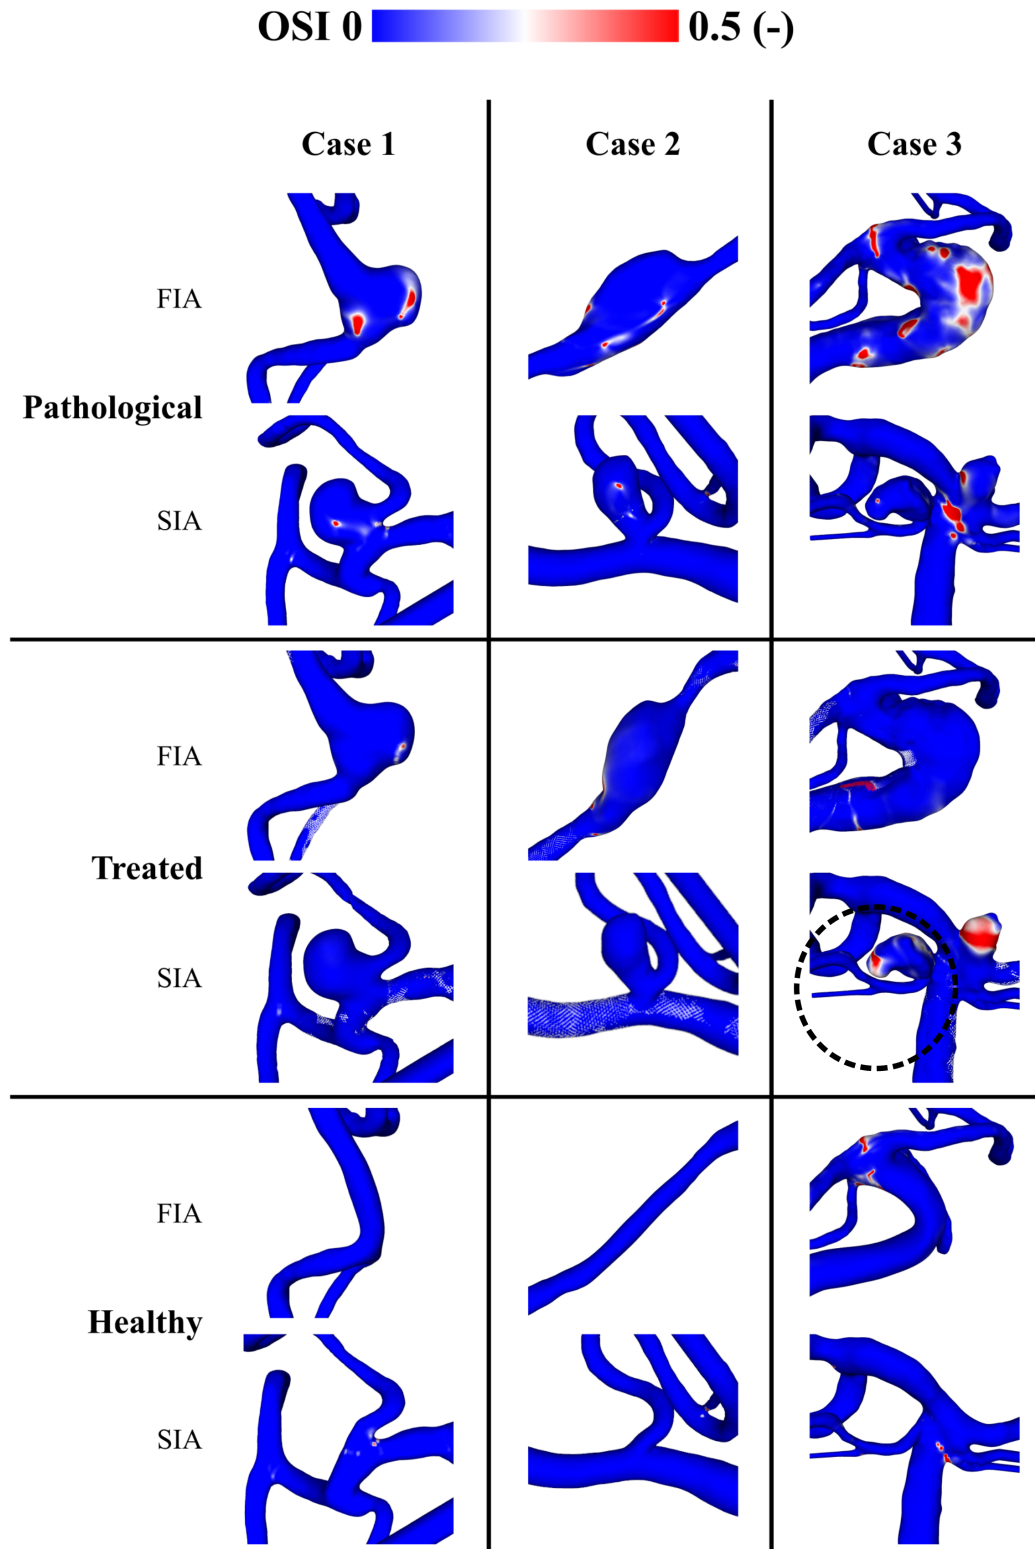 OSI 0 0.5 (-)
Case 1 Case 2 Case 3
FIA
Pathological
SIA
FIA
Treated
SIA
FIA
Healthy
SIA